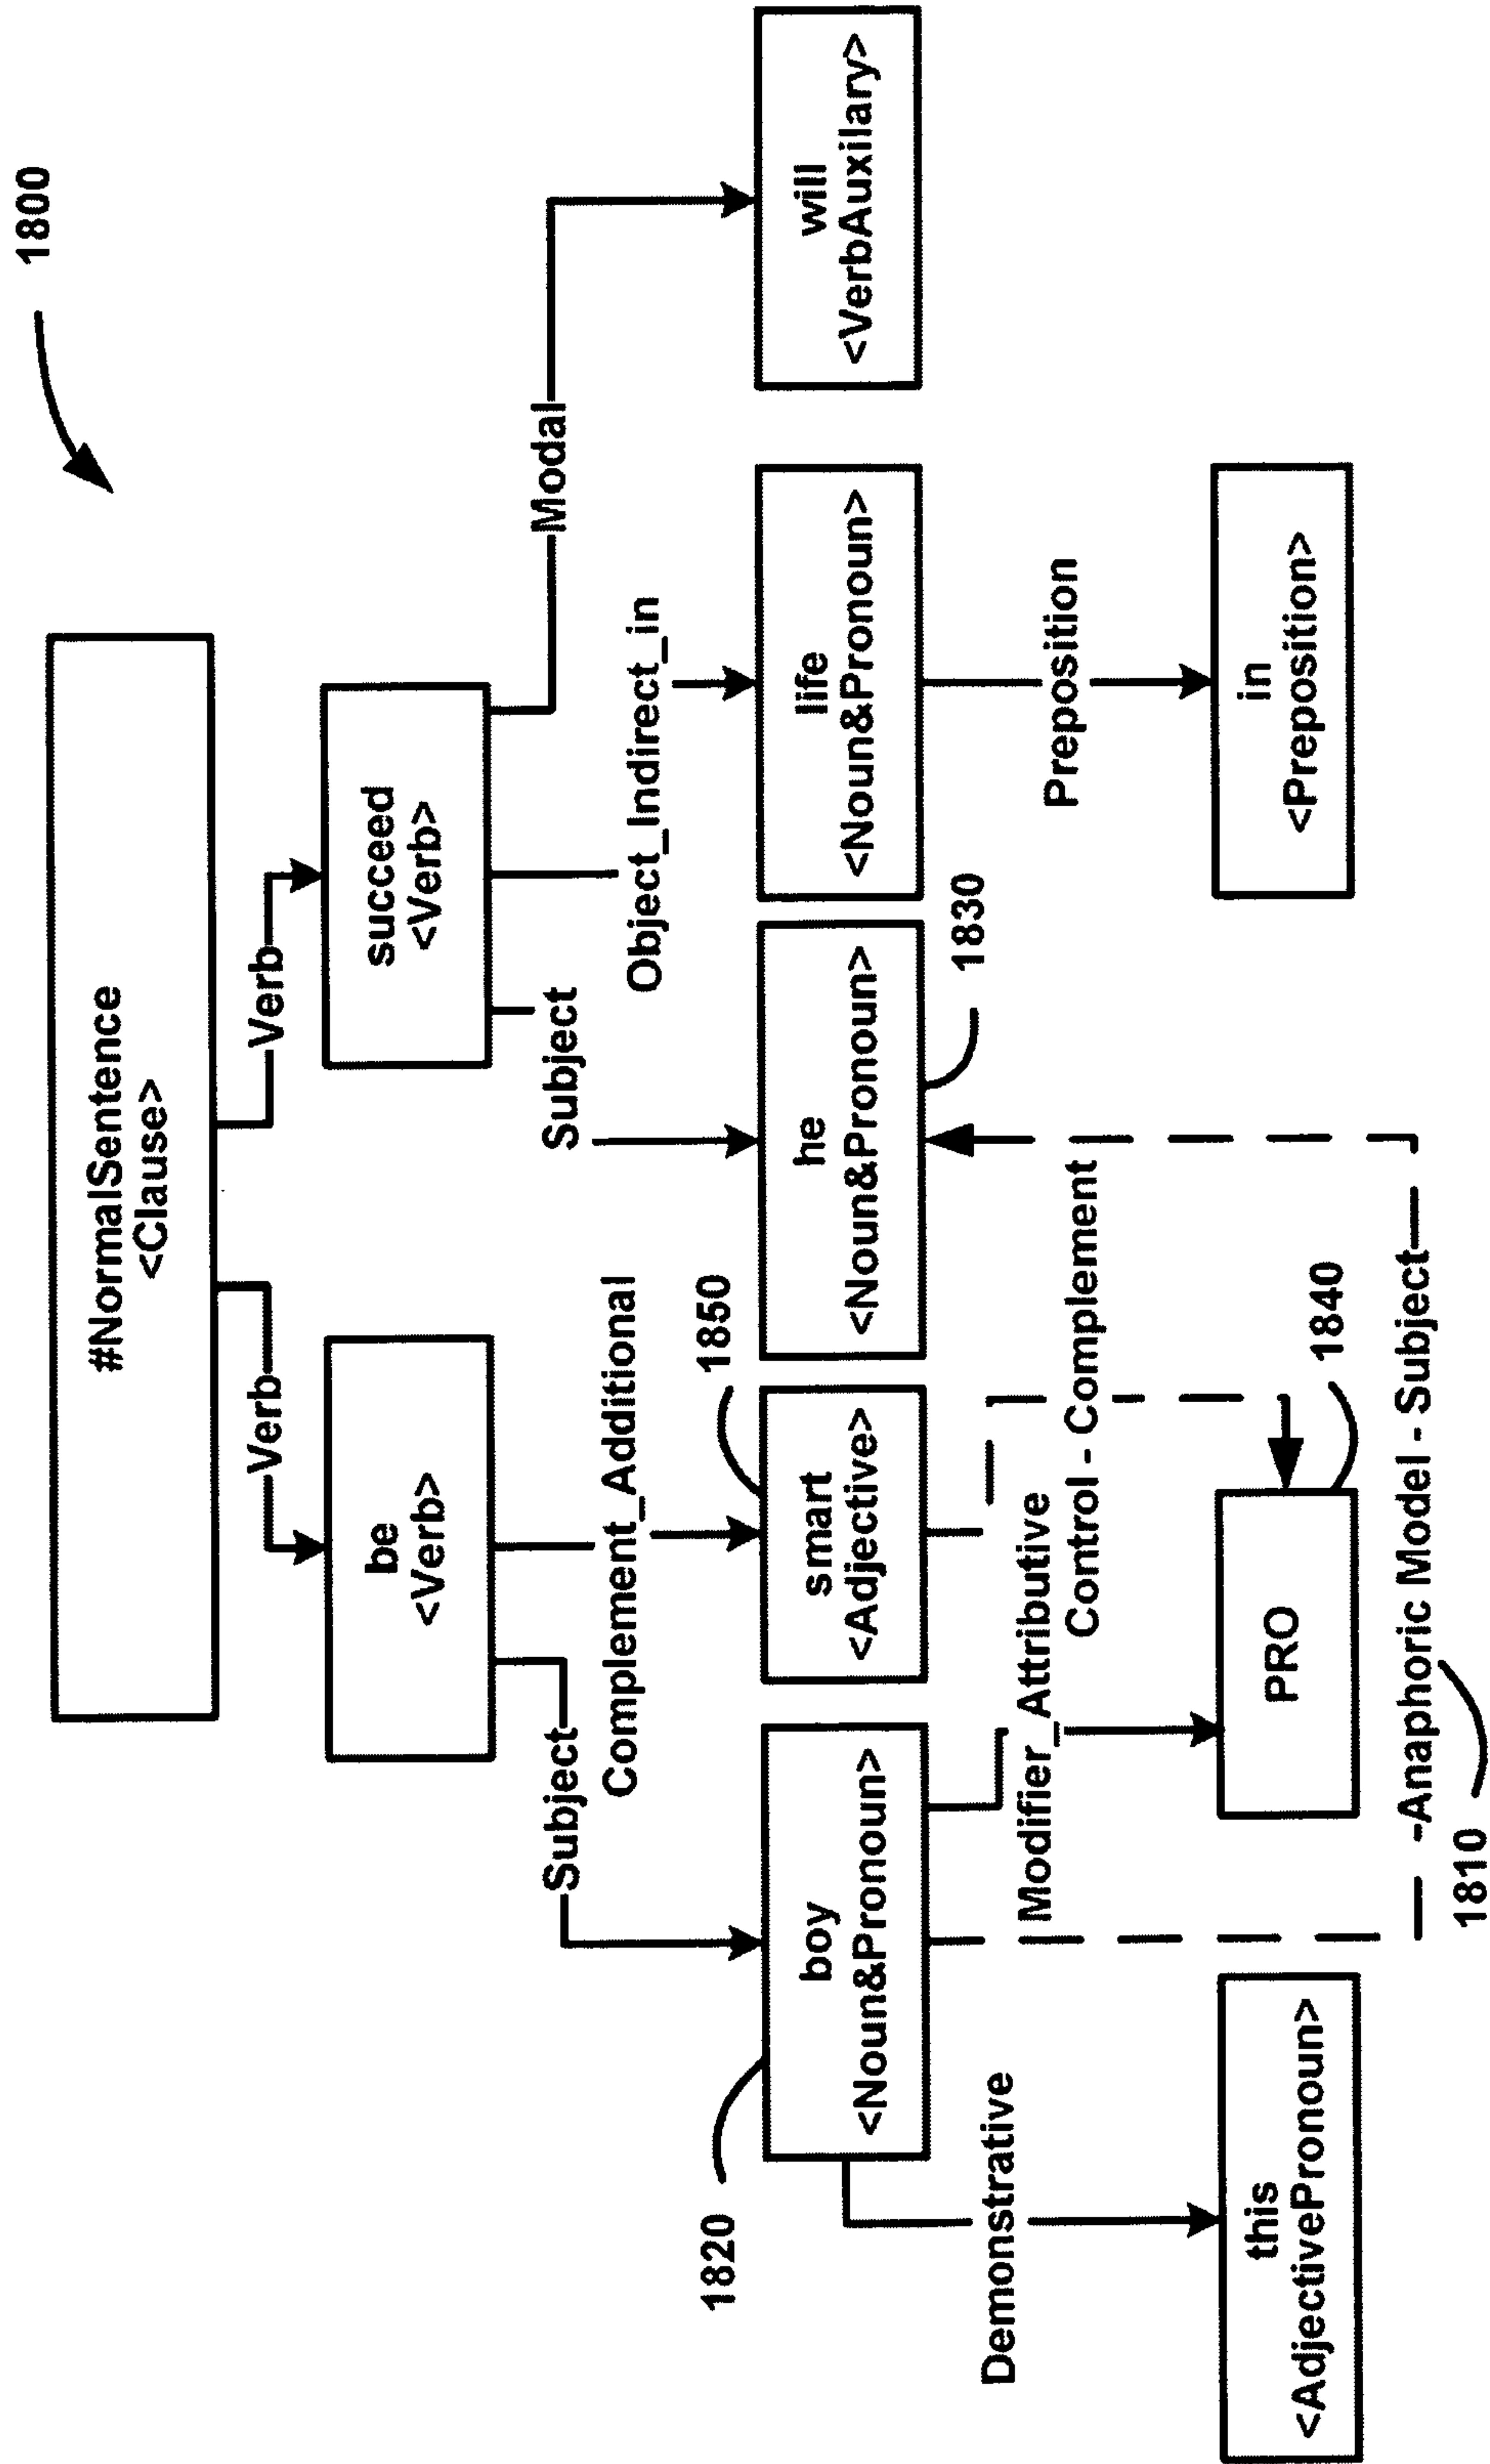 1800
#NormalSentence
<Clause>
Verb
Verb
be
<Verb>
succeed
<Verb>
Subject
Complement_Additional
Subject
Object_Indirect_in
Modal
1820
1850
boy
<Noun&Pronoun>
smart
<Adjective>
he
<Noun&Pronoun>
life
<Noun&Pronoun>
will
<VerbAuxilary>
1830
Demonstrative
Modifier_Attributive
Control - Complement
Preposition
this
<AdjectivePronoun>
PRO
1840
in
<Preposition>
Anaphoric Model - Subject
1810